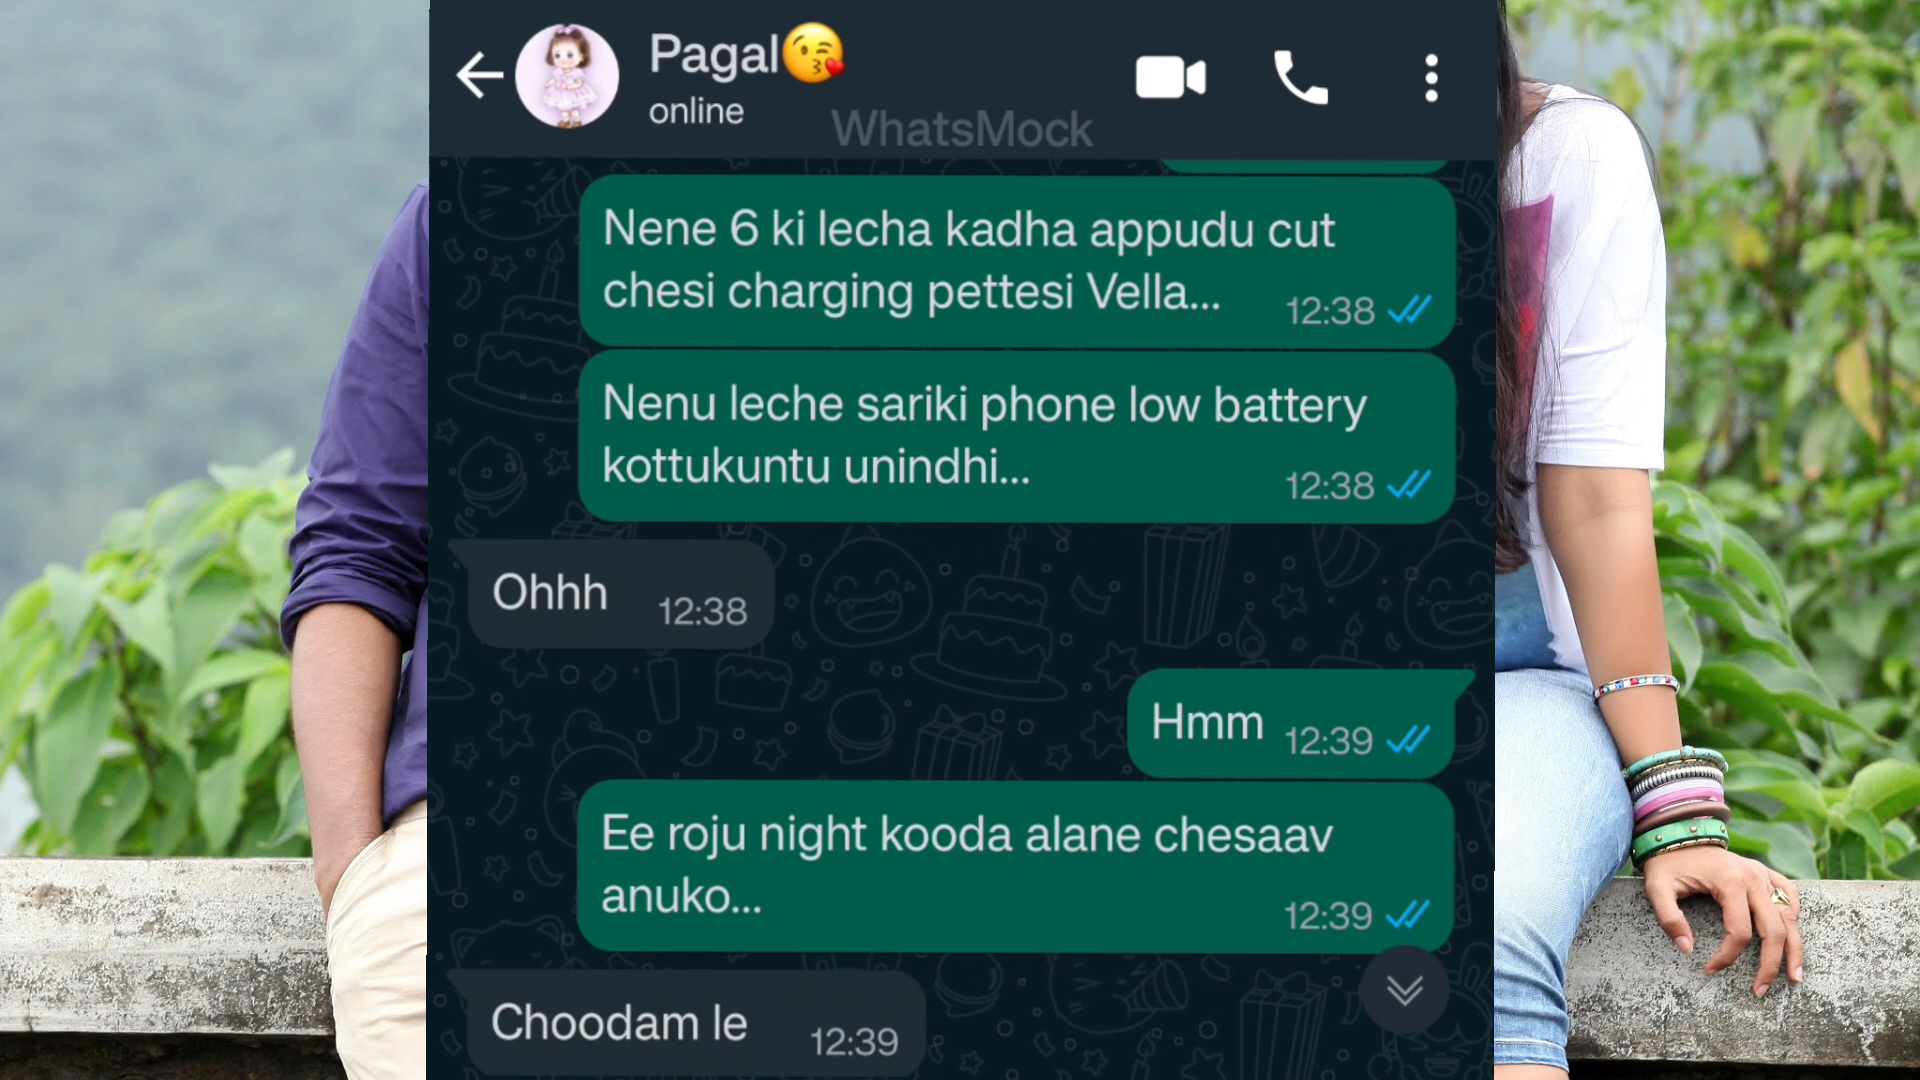 Pagal😘
online
WhatsMock
Nene 6 ki lecha kadha appudu cut
chesi charging pettesi Vella...
12:38
Nenu leche sariki phone low battery
kottukuntu unindhi...
12:38
Ohhh
12:38
Hmm
12:39
Ee roju night kooda alane chesaav
anuko...
12:39
Choodam le
12:39